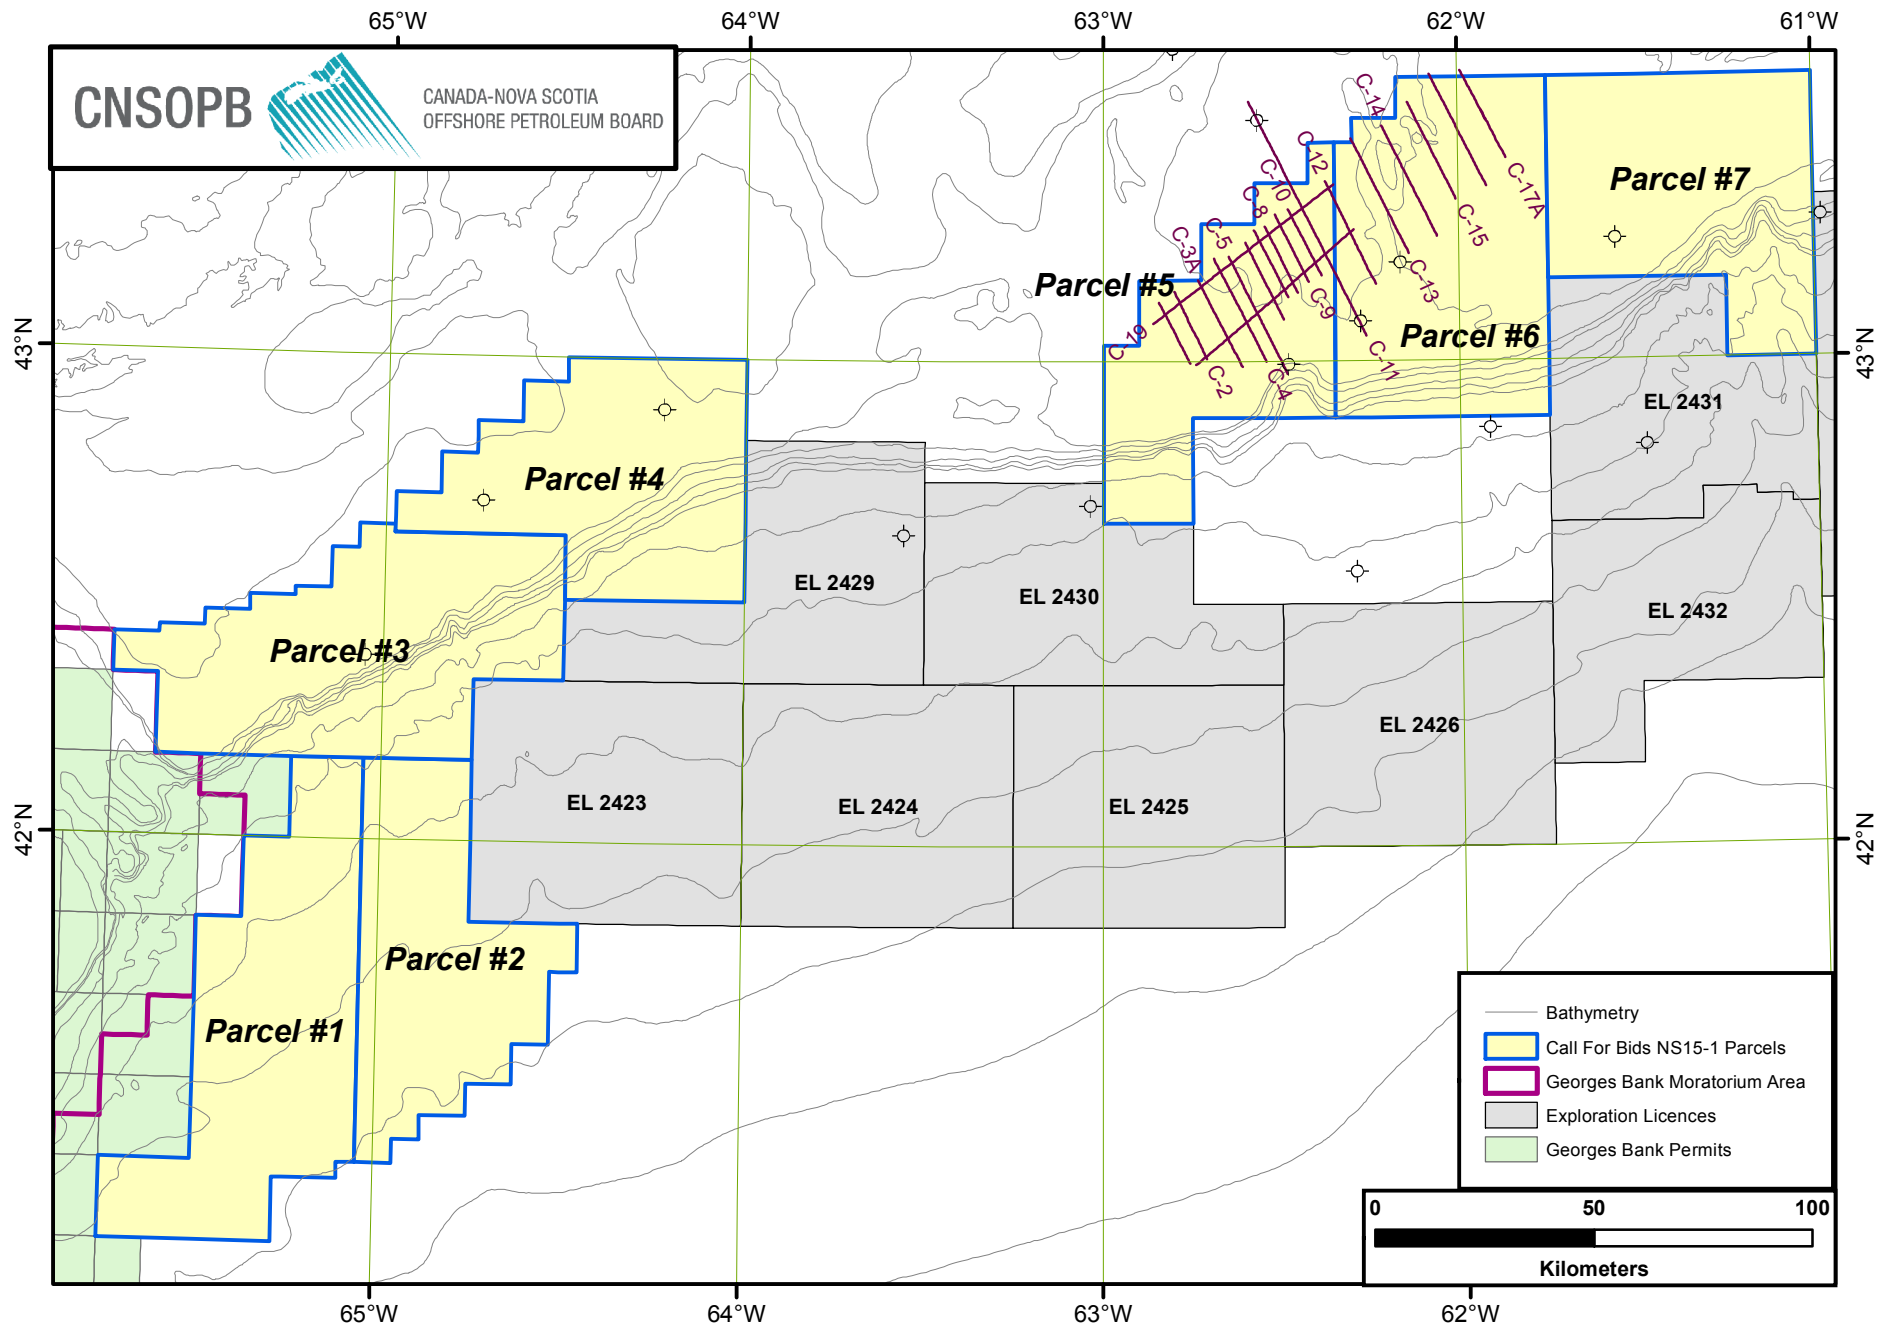 65°W 64°W 63°W 62°W 61°W
CNSOPB
CANADA-NOVA SCOTIA
OFFSHORE PETROLEUM BOARD
C-14
C-12
C-10
C-8
C-5
C-3A
C-19
C-17A
C-15
C-13
C-9
C-11
C-4
C-2
Parcel #7
Parcel #5
Parcel #6
43°N
43°N
EL 2431
Parcel #4
EL 2429
EL 2430
EL 2432
Parcel #3
EL 2426
EL 2423
EL 2424
EL 2425
42°N
42°N
Parcel #2
Parcel #1
Bathymetry
Call For Bids NS15-1 Parcels
Georges Bank Moratorium Area
Exploration Licences
Georges Bank Permits
0 50 100
Kilometers
65°W 64°W 63°W 62°W